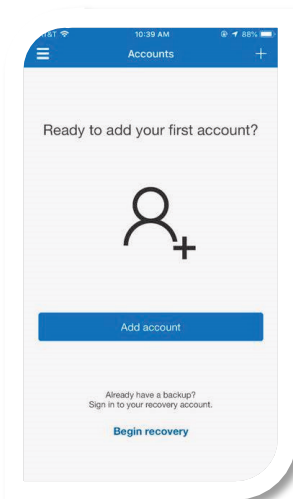 10:39 AM
88%
Accounts
Ready to add your first account?
Add account
Already have a backup?
Sign in to your recovery account.
Begin recovery